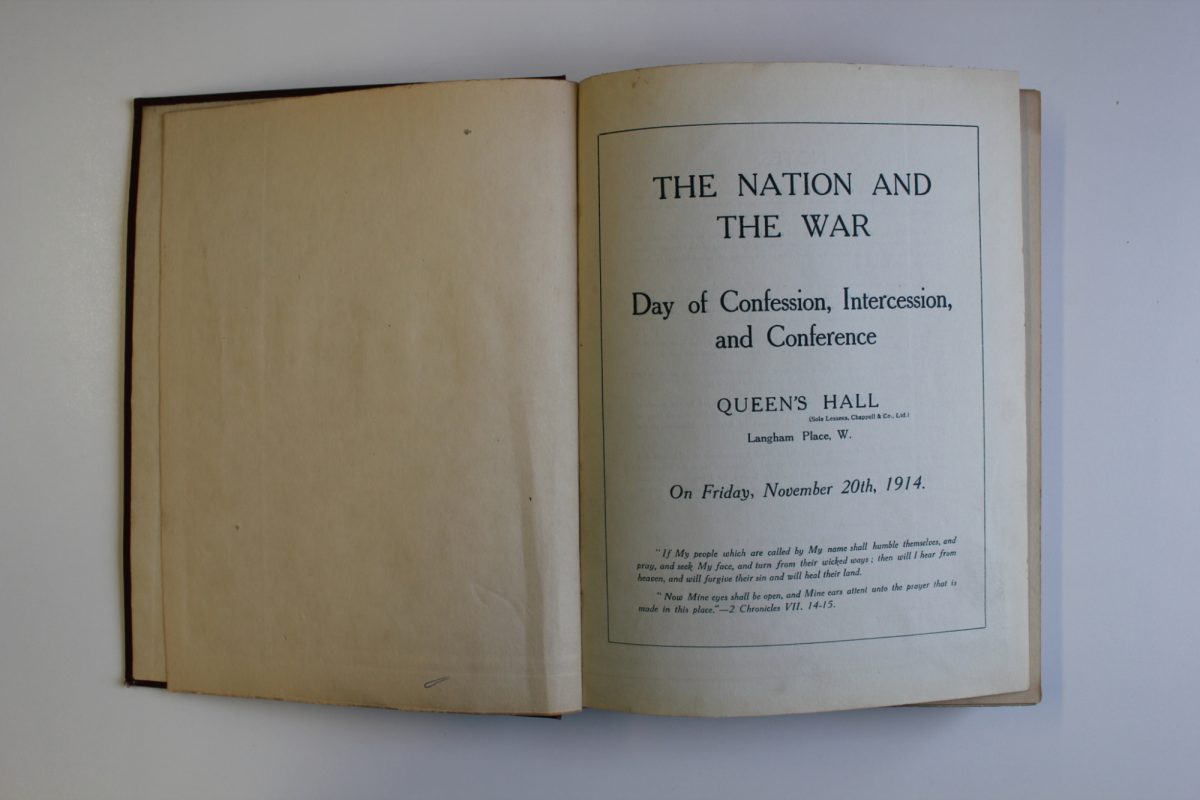 THE NATION AND
THE WAR
Day of Confession, Intercession,
and Conference
QUEEN'S HALL
(Sole Lessees, Chappell & Co., Ltd.)
Langham Place, W.
On Friday, November 20th, 1914.
"If My people which are called by My name shall humble themselves, and
pray, and seek My face, and turn from their wicked ways; then will I hear from
heaven, and will forgive their sin and will heal their land.
"Now Mine eyes shall be open, and Mine ears attent unto the prayer that is
made in this place."—2 Chronicles VII. 14-15.